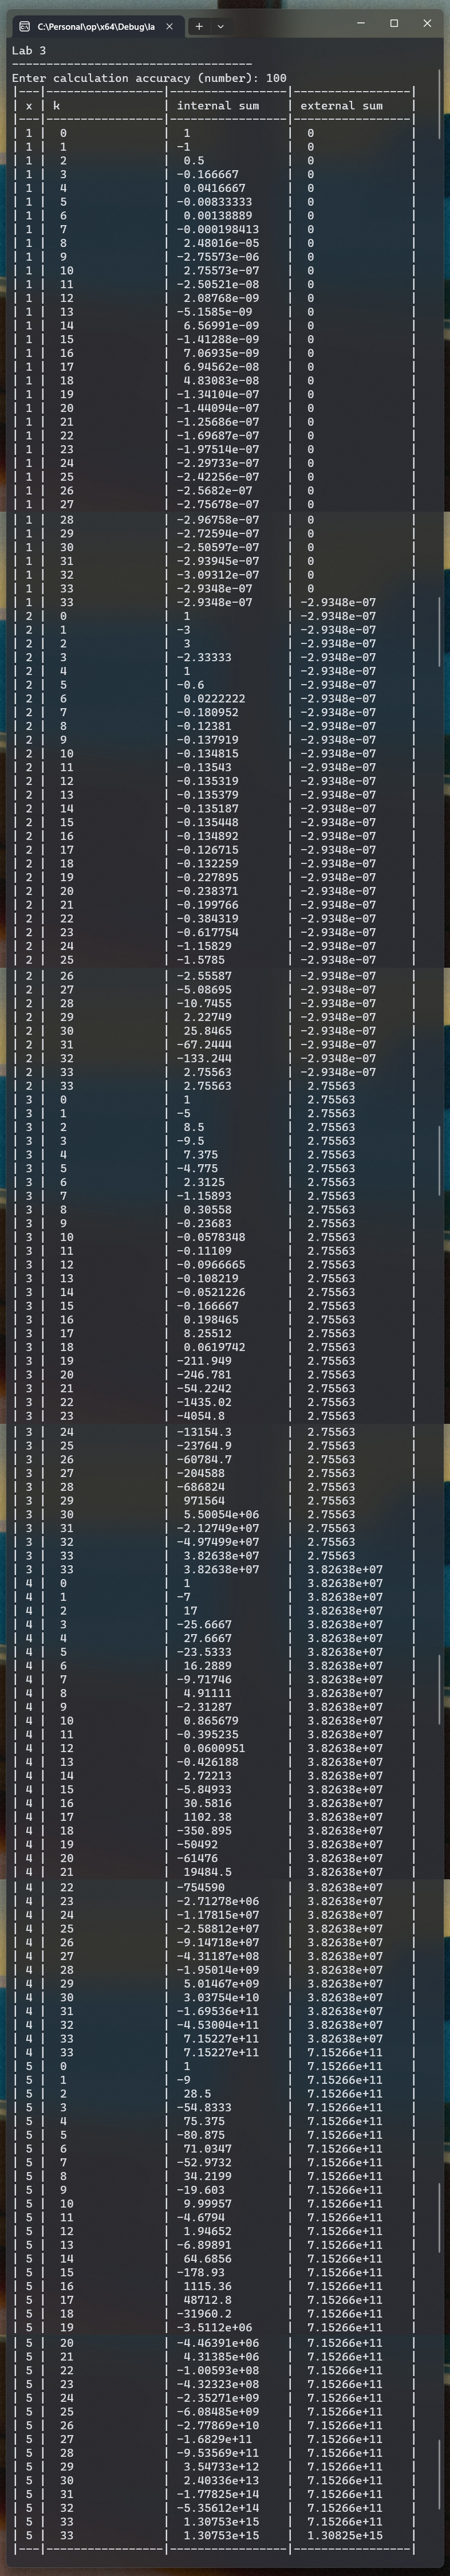 C:\Personal\op\x64\Debug\la
Lab 3
-----------------------------------
Enter calculation accuracy (number): 100
|---|-----------------|-----------------|-----------------|
| x | k | internal sum | external sum |
|---|-----------------|-----------------|-----------------|
| 1 | 0 | 1 | 0 |
| 1 | 1 | -1 | 0 |
| 1 | 2 | 0.5 | 0 |
| 1 | 3 | -0.166667 | 0 |
| 1 | 4 | 0.0416667 | 0 |
| 1 | 5 | -0.00833333 | 0 |
| 1 | 6 | 0.00138889 | 0 |
| 1 | 7 | -0.000198413 | 0 |
| 1 | 8 | 2.48016e-05 | 0 |
| 1 | 9 | -2.75573e-06 | 0 |
| 1 | 10 | 2.75573e-07 | 0 |
| 1 | 11 | -2.50521e-08 | 0 |
| 1 | 12 | 2.08768e-09 | 0 |
| 1 | 13 | -5.1585e-09 | 0 |
| 1 | 14 | 6.56991e-09 | 0 |
| 1 | 15 | -1.41288e-09 | 0 |
| 1 | 16 | 7.06935e-09 | 0 |
| 1 | 17 | 6.94562e-08 | 0 |
| 1 | 18 | 4.83083e-08 | 0 |
| 1 | 19 | -1.34104e-07 | 0 |
| 1 | 20 | -1.44094e-07 | 0 |
| 1 | 21 | -1.25686e-07 | 0 |
| 1 | 22 | -1.69687e-07 | 0 |
| 1 | 23 | -1.97514e-07 | 0 |
| 1 | 24 | -2.29733e-07 | 0 |
| 1 | 25 | -2.42256e-07 | 0 |
| 1 | 26 | -2.5682e-07 | 0 |
| 1 | 27 | -2.75678e-07 | 0 |
| 1 | 28 | -2.96758e-07 | 0 |
| 1 | 29 | -2.72594e-07 | 0 |
| 1 | 30 | -2.50597e-07 | 0 |
| 1 | 31 | -2.93945e-07 | 0 |
| 1 | 32 | -3.09312e-07 | 0 |
| 1 | 33 | -2.9348e-07 | 0 |
| 1 | 33 | -2.9348e-07 | -2.9348e-07 |
| 2 | 0 | 1 | -2.9348e-07 |
| 2 | 1 | -3 | -2.9348e-07 |
| 2 | 2 | 3 | -2.9348e-07 |
| 2 | 3 | -2.33333 | -2.9348e-07 |
| 2 | 4 | 1 | -2.9348e-07 |
| 2 | 5 | -0.6 | -2.9348e-07 |
| 2 | 6 | 0.0222222 | -2.9348e-07 |
| 2 | 7 | -0.180952 | -2.9348e-07 |
| 2 | 8 | -0.12381 | -2.9348e-07 |
| 2 | 9 | -0.137919 | -2.9348e-07 |
| 2 | 10 | -0.134815 | -2.9348e-07 |
| 2 | 11 | -0.13543 | -2.9348e-07 |
| 2 | 12 | -0.135319 | -2.9348e-07 |
| 2 | 13 | -0.135379 | -2.9348e-07 |
| 2 | 14 | -0.135187 | -2.9348e-07 |
| 2 | 15 | -0.135448 | -2.9348e-07 |
| 2 | 16 | -0.134892 | -2.9348e-07 |
| 2 | 17 | -0.126715 | -2.9348e-07 |
| 2 | 18 | -0.132259 | -2.9348e-07 |
| 2 | 19 | -0.227895 | -2.9348e-07 |
| 2 | 20 | -0.238371 | -2.9348e-07 |
| 2 | 21 | -0.199766 | -2.9348e-07 |
| 2 | 22 | -0.384319 | -2.9348e-07 |
| 2 | 23 | -0.617754 | -2.9348e-07 |
| 2 | 24 | -1.15829 | -2.9348e-07 |
| 2 | 25 | -1.5785 | -2.9348e-07 |
| 2 | 26 | -2.55587 | -2.9348e-07 |
| 2 | 27 | -5.08695 | -2.9348e-07 |
| 2 | 28 | -10.7455 | -2.9348e-07 |
| 2 | 29 | 2.22749 | -2.9348e-07 |
| 2 | 30 | 25.8465 | -2.9348e-07 |
| 2 | 31 | -67.2444 | -2.9348e-07 |
| 2 | 32 | -133.244 | -2.9348e-07 |
| 2 | 33 | 2.75563 | -2.9348e-07 |
| 2 | 33 | 2.75563 | 2.75563 |
| 3 | 0 | 1 | 2.75563 |
| 3 | 1 | -5 | 2.75563 |
| 3 | 2 | 8.5 | 2.75563 |
| 3 | 3 | -9.5 | 2.75563 |
| 3 | 4 | 7.375 | 2.75563 |
| 3 | 5 | -4.775 | 2.75563 |
| 3 | 6 | 2.3125 | 2.75563 |
| 3 | 7 | -1.15893 | 2.75563 |
| 3 | 8 | 0.30558 | 2.75563 |
| 3 | 9 | -0.23683 | 2.75563 |
| 3 | 10 | -0.0578348 | 2.75563 |
| 3 | 11 | -0.11109 | 2.75563 |
| 3 | 12 | -0.0966665 | 2.75563 |
| 3 | 13 | -0.108219 | 2.75563 |
| 3 | 14 | -0.0521226 | 2.75563 |
| 3 | 15 | -0.166667 | 2.75563 |
| 3 | 16 | 0.198465 | 2.75563 |
| 3 | 17 | 8.25512 | 2.75563 |
| 3 | 18 | 0.0619742 | 2.75563 |
| 3 | 19 | -211.949 | 2.75563 |
| 3 | 20 | -246.781 | 2.75563 |
| 3 | 21 | -54.2242 | 2.75563 |
| 3 | 22 | -1435.02 | 2.75563 |
| 3 | 23 | -4054.8 | 2.75563 |
| 3 | 24 | -13154.3 | 2.75563 |
| 3 | 25 | -23764.9 | 2.75563 |
| 3 | 26 | -60784.7 | 2.75563 |
| 3 | 27 | -204588 | 2.75563 |
| 3 | 28 | -686824 | 2.75563 |
| 3 | 29 | 971564 | 2.75563 |
| 3 | 30 | 5.50054e+06 | 2.75563 |
| 3 | 31 | -2.12749e+07 | 2.75563 |
| 3 | 32 | -4.97499e+07 | 2.75563 |
| 3 | 33 | 3.82638e+07 | 2.75563 |
| 3 | 33 | 3.82638e+07 | 3.82638e+07 |
| 4 | 0 | 1 | 3.82638e+07 |
| 4 | 1 | -7 | 3.82638e+07 |
| 4 | 2 | 17 | 3.82638e+07 |
| 4 | 3 | -25.6667 | 3.82638e+07 |
| 4 | 4 | 27.6667 | 3.82638e+07 |
| 4 | 5 | -23.5333 | 3.82638e+07 |
| 4 | 6 | 16.2889 | 3.82638e+07 |
| 4 | 7 | -9.71746 | 3.82638e+07 |
| 4 | 8 | 4.91111 | 3.82638e+07 |
| 4 | 9 | -2.31287 | 3.82638e+07 |
| 4 | 10 | 0.865679 | 3.82638e+07 |
| 4 | 11 | -0.395235 | 3.82638e+07 |
| 4 | 12 | 0.0600951 | 3.82638e+07 |
| 4 | 13 | -0.426188 | 3.82638e+07 |
| 4 | 14 | 2.72213 | 3.82638e+07 |
| 4 | 15 | -5.84933 | 3.82638e+07 |
| 4 | 16 | 30.5816 | 3.82638e+07 |
| 4 | 17 | 1102.38 | 3.82638e+07 |
| 4 | 18 | -350.895 | 3.82638e+07 |
| 4 | 19 | -50492 | 3.82638e+07 |
| 4 | 20 | -61476 | 3.82638e+07 |
| 4 | 21 | 19484.5 | 3.82638e+07 |
| 4 | 22 | -754590 | 3.82638e+07 |
| 4 | 23 | -2.71278e+06 | 3.82638e+07 |
| 4 | 24 | -1.17815e+07 | 3.82638e+07 |
| 4 | 25 | -2.58812e+07 | 3.82638e+07 |
| 4 | 26 | -9.14718e+07 | 3.82638e+07 |
| 4 | 27 | -4.31187e+08 | 3.82638e+07 |
| 4 | 28 | -1.95014e+09 | 3.82638e+07 |
| 4 | 29 | 5.01467e+09 | 3.82638e+07 |
| 4 | 30 | 3.03754e+10 | 3.82638e+07 |
| 4 | 31 | -1.69536e+11 | 3.82638e+07 |
| 4 | 32 | -4.53004e+11 | 3.82638e+07 |
| 4 | 33 | 7.15227e+11 | 3.82638e+07 |
| 4 | 33 | 7.15227e+11 | 7.15266e+11 |
| 5 | 0 | 1 | 7.15266e+11 |
| 5 | 1 | -9 | 7.15266e+11 |
| 5 | 2 | 28.5 | 7.15266e+11 |
| 5 | 3 | -54.8333 | 7.15266e+11 |
| 5 | 4 | 75.375 | 7.15266e+11 |
| 5 | 5 | -80.875 | 7.15266e+11 |
| 5 | 6 | 71.0347 | 7.15266e+11 |
| 5 | 7 | -52.9732 | 7.15266e+11 |
| 5 | 8 | 34.2199 | 7.15266e+11 |
| 5 | 9 | -19.603 | 7.15266e+11 |
| 5 | 10 | 9.99957 | 7.15266e+11 |
| 5 | 11 | -4.6794 | 7.15266e+11 |
| 5 | 12 | 1.94652 | 7.15266e+11 |
| 5 | 13 | -6.89891 | 7.15266e+11 |
| 5 | 14 | 64.6856 | 7.15266e+11 |
| 5 | 15 | -178.93 | 7.15266e+11 |
| 5 | 16 | 1115.36 | 7.15266e+11 |
| 5 | 17 | 48712.8 | 7.15266e+11 |
| 5 | 18 | -31960.2 | 7.15266e+11 |
| 5 | 19 | -3.5112e+06 | 7.15266e+11 |
| 5 | 20 | -4.46391e+06 | 7.15266e+11 |
| 5 | 21 | 4.31385e+06 | 7.15266e+11 |
| 5 | 22 | -1.00593e+08 | 7.15266e+11 |
| 5 | 23 | -4.32323e+08 | 7.15266e+11 |
| 5 | 24 | -2.35271e+09 | 7.15266e+11 |
| 5 | 25 | -6.08485e+09 | 7.15266e+11 |
| 5 | 26 | -2.77869e+10 | 7.15266e+11 |
| 5 | 27 | -1.6829e+11 | 7.15266e+11 |
| 5 | 28 | -9.53569e+11 | 7.15266e+11 |
| 5 | 29 | 3.54733e+12 | 7.15266e+11 |
| 5 | 30 | 2.40336e+13 | 7.15266e+11 |
| 5 | 31 | -1.77825e+14 | 7.15266e+11 |
| 5 | 32 | -5.35612e+14 | 7.15266e+11 |
| 5 | 33 | 1.30753e+15 | 7.15266e+11 |
| 5 | 33 | 1.30753e+15 | 1.30825e+15 |
|---|-----------------|-----------------|-----------------|